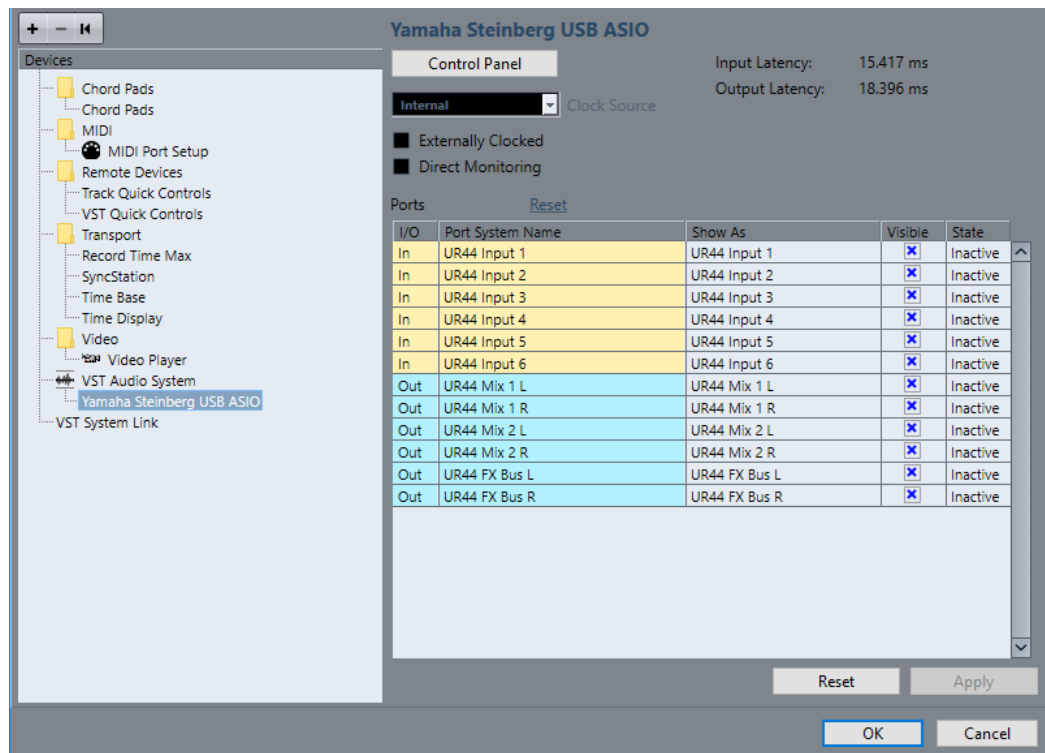 Yamaha Steinberg USB ASIO
Devices
Chord Pads
Chord Pads
MIDI
MIDI Port Setup
Remote Devices
Track Quick Controls
VST Quick Controls
Transport
Record Time Max
SyncStation
Time Base
Time Display
Video
Video Player
VST Audio System
Yamaha Steinberg USB ASIO
VST System Link
Control Panel
Input Latency: 15.417 ms
Output Latency: 18.396 ms
Internal Clock Source
Externally Clocked
Direct Monitoring
Ports Reset
I/O Port System Name Show As Visible State
In UR44 Input 1 UR44 Input 1 Inactive
In UR44 Input 2 UR44 Input 2 Inactive
In UR44 Input 3 UR44 Input 3 Inactive
In UR44 Input 4 UR44 Input 4 Inactive
In UR44 Input 5 UR44 Input 5 Inactive
In UR44 Input 6 UR44 Input 6 Inactive
Out UR44 Mix 1 L UR44 Mix 1 L Inactive
Out UR44 Mix 1 R UR44 Mix 1 R Inactive
Out UR44 Mix 2 L UR44 Mix 2 L Inactive
Out UR44 Mix 2 R UR44 Mix 2 R Inactive
Out UR44 FX Bus L UR44 FX Bus L Inactive
Out UR44 FX Bus R UR44 FX Bus R Inactive
Reset Apply
OK Cancel